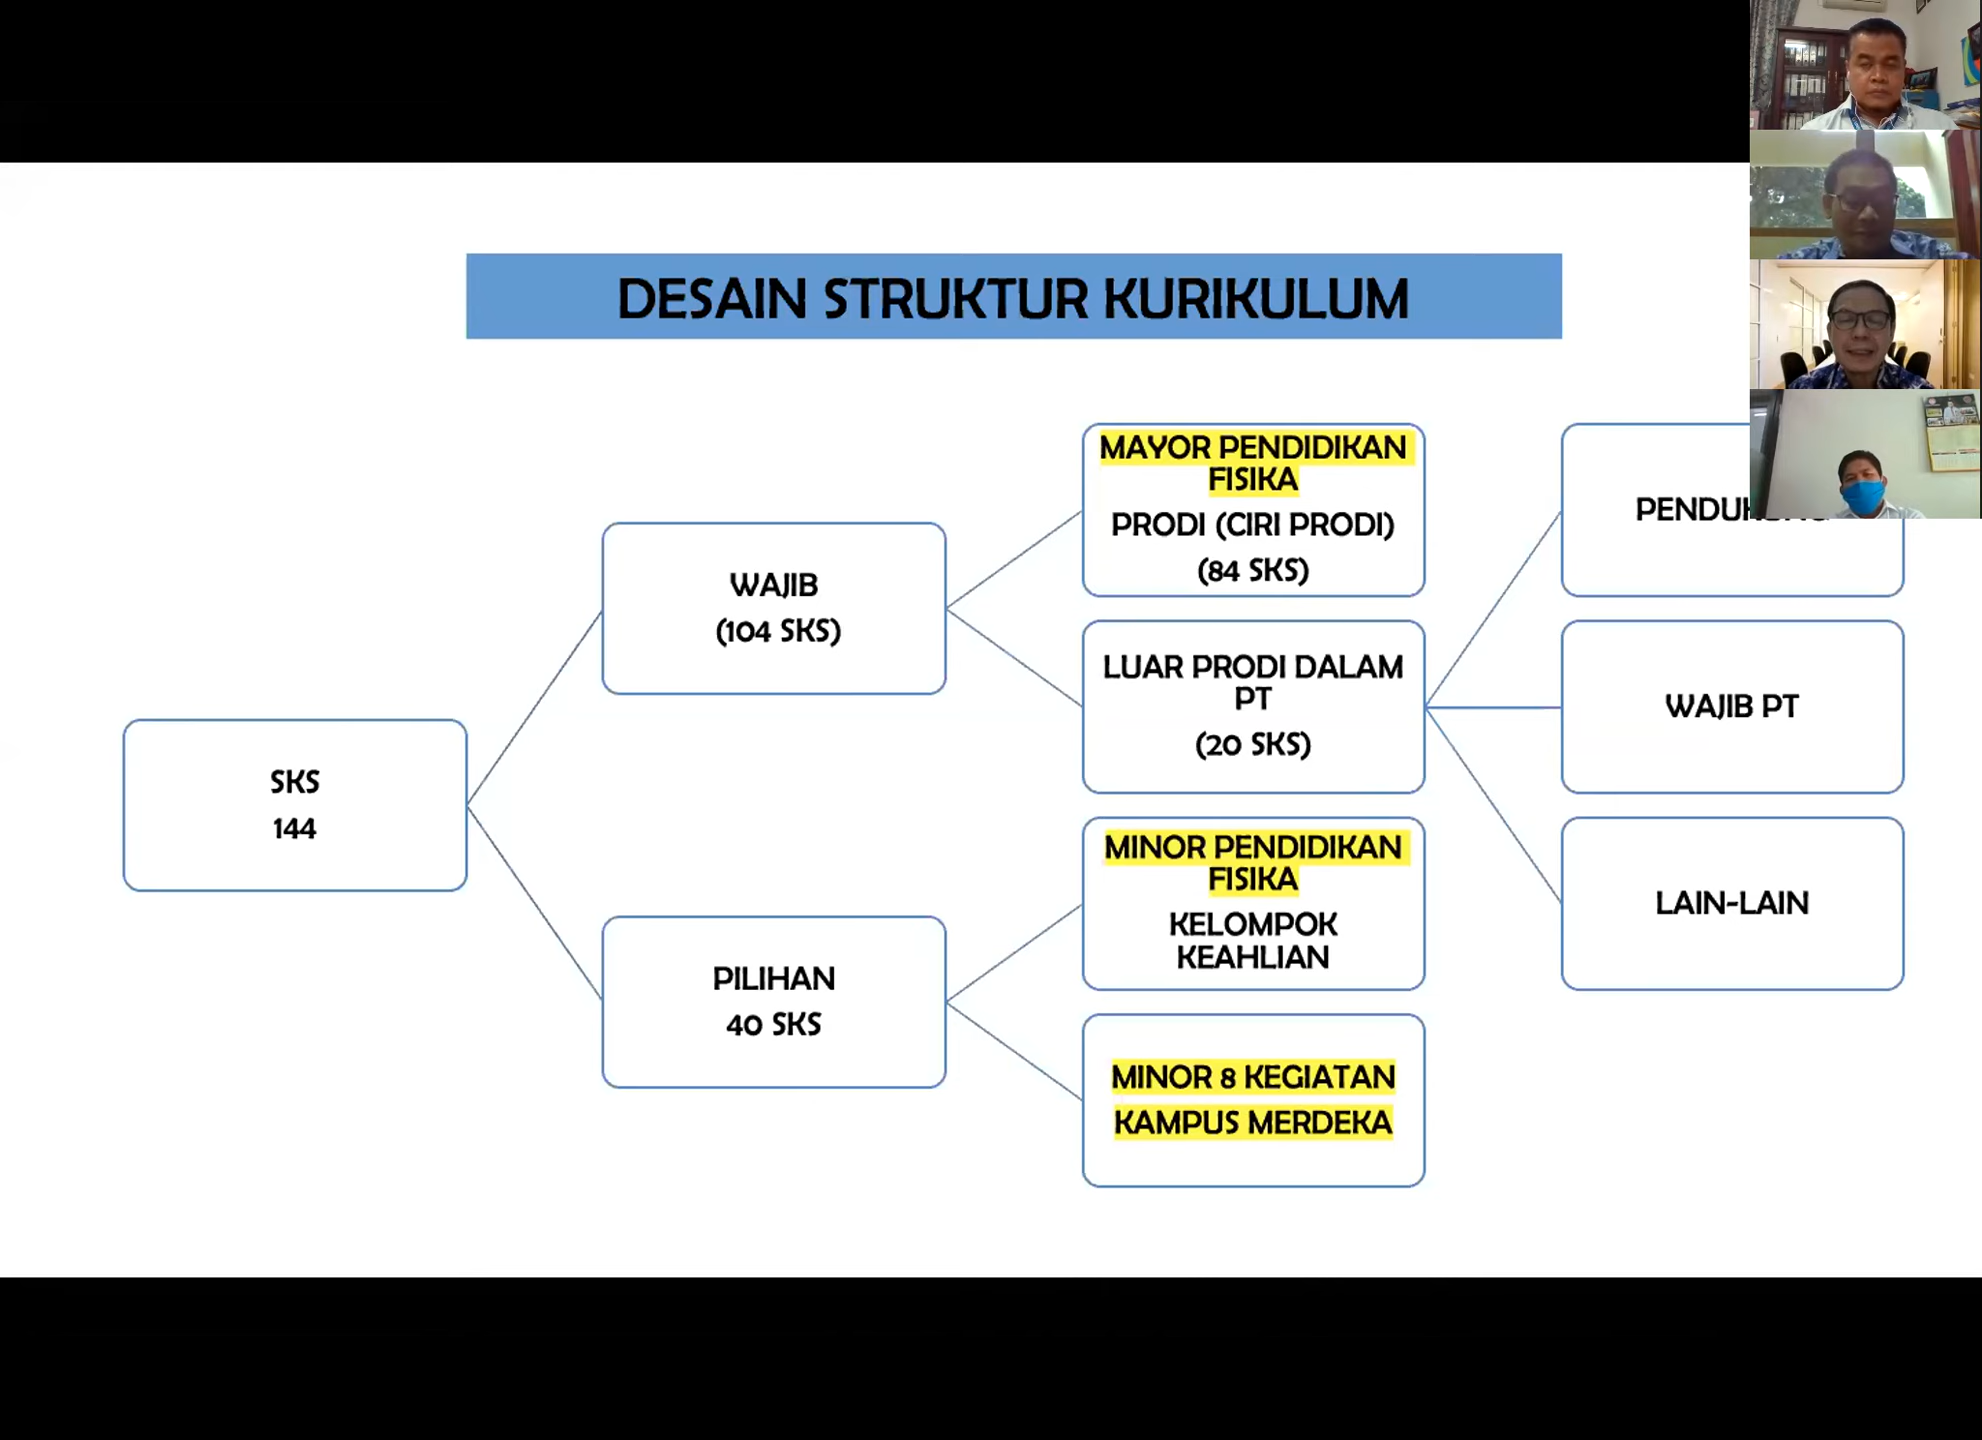 DESAIN STRUKTUR KURIKULUM
SKS
144
WAJIB
(104 SKS)
PILIHAN
40 SKS
MAYOR PENDIDIKAN
FISIKA
PRODI (CIRI PRODI)
(84 SKS)
LUAR PRODI DALAM
PT
(20 SKS)
MINOR PENDIDIKAN
FISIKA
KELOMPOK
KEAHLIAN
MINOR 8 KEGIATAN
KAMPUS MERDEKA
WAJIB PT
LAIN-LAIN